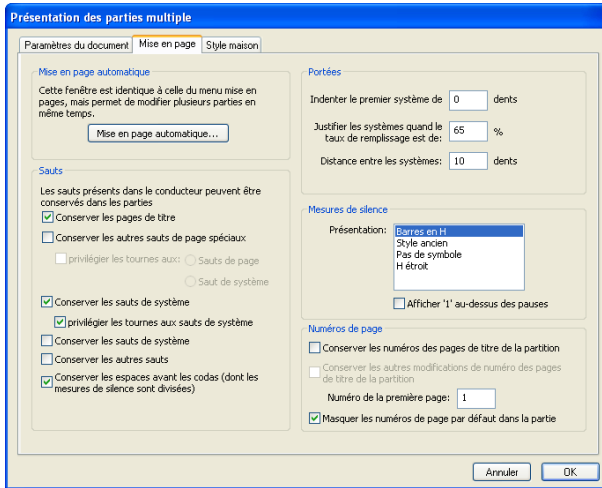 Présentation des parties multiple
Paramètres du document
Mise en page
Style maison
Mise en page automatique
Cette fenêtre est identique à celle du menu mise en
pages, mais permet de modifier plusieurs parties en
même temps.
Mise en page automatique...
Sauts
Les sauts présents dans le conducteur peuvent être
conservés dans les parties
Conserver les pages de titre
Conserver les autres sauts de page spéciaux
privilégier les tournes aux:
Sauts de page
Saut de système
Conserver les sauts de système
privilégier les tournes aux sauts de système
Conserver les sauts de système
Conserver les autres sauts
Conserver les espaces avant les codas (dont les
mesures de silence sont divisées)
Portées
Indenter le premier système de 0 dents
Justifier les systèmes quand le
taux de remplissage est de: 65 %
Distance entre les systèmes: 10 dents
Mesures de silence
Présentation:
Barres en H
Style ancien
Pas de symbole
H étroit
Afficher '1' au-dessus des pauses
Numéros de page
Conserver les numéros des pages de titre de la partition
Conserver les autres modifications de numéro des pages
de titre de la partition
Numéro de la première page: 1
Masquer les numéros de page par défaut dans la partie
Annuler
OK